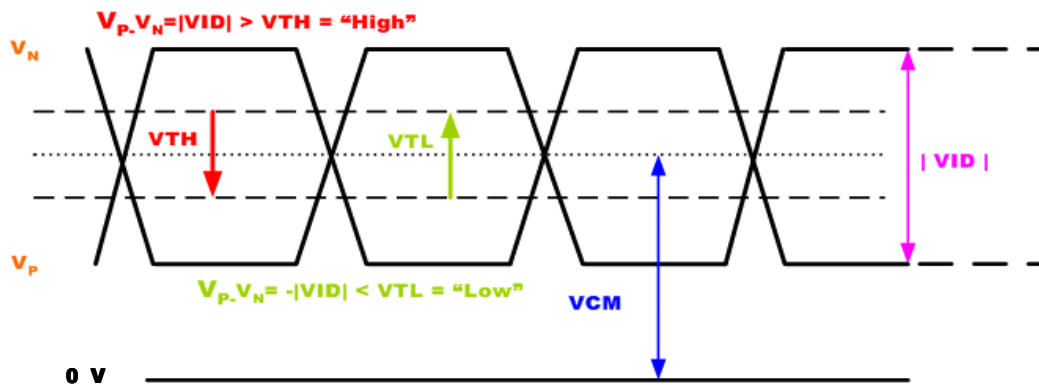 VP-VN=|VID| > VTH = “High”
VN
VTH
VTL
| VID |
VP
VP-VN= -|VID| < VTL = “Low”
VCM
0 V